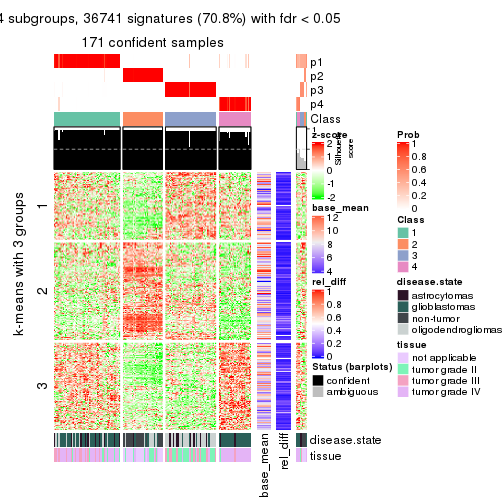 4 subgroups, 36741 signatures (70.8%) with fdr < 0.05
171 confident samples
p1
p2
p3
p4
Class
1
Silhouette
score
z-score
2
1
0
-1
-2
base_mean
12
10
8
6
4
rel_diff
1
0.8
0.6
0.4
0.2
0
Status (barplots)
confident
ambiguous
Prob
1
0.8
0.6
0.4
0.2
0
Class
1
2
3
4
disease.state
astrocytomas
glioblastomas
non-tumor
oligodendrogliomas
tissue
not applicable
tumor grade II
tumor grade III
tumor grade IV
k-means with 3 groups
1
2
3
disease.state
tissue
base_mean
rel_diff